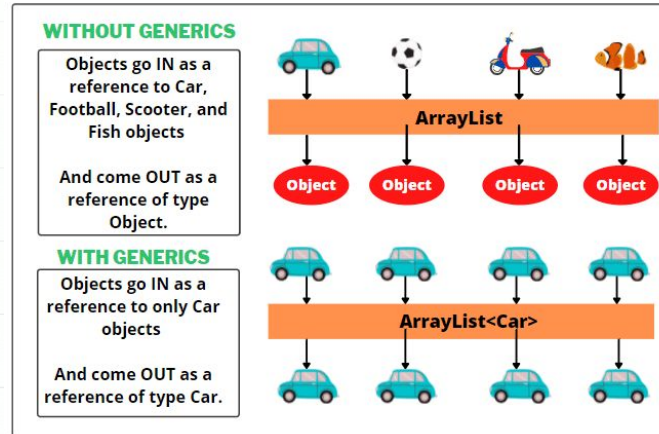 WITHOUT GENERICS
Objects go IN as a
reference to Car,
Football, Scooter, and
Fish objects
And come OUT as a
reference of type
Object.
ArrayList
Object
Object
Object
Object
WITH GENERICS
Objects go IN as a
reference to only Car
objects
And come OUT as a
reference of type Car.
ArrayList<Car>